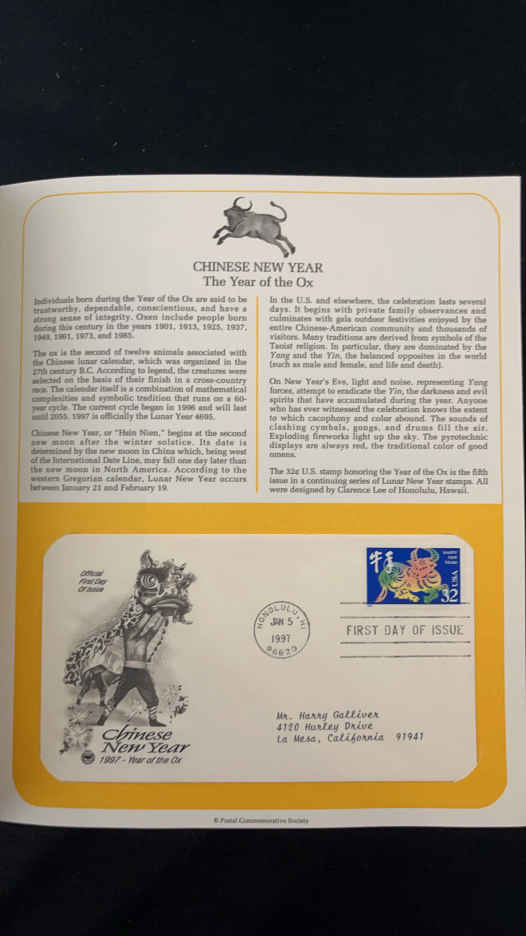 CHINESE NEW YEAR
The Year of the Ox
Individuals born during the Year of the Ox are said to be
trustworthy, dependable, conscientious, and have a
strong sense of integrity. Oxen include people born
during this century in the years 1901, 1913, 1925, 1937,
1949, 1961, 1973, and 1985.
The ox is the second of twelve animals associated with
the Chinese lunar calendar, which was organized in the
27th century B.C. According to legend, the creatures were
selected on the basis of their finish in a cross-country
race. The calendar itself is a combination of mathematical
complexities and symbolic tradition that runs on a 60-
year cycle. The current cycle began in 1996 and will last
until 2055. 1997 is officially the Lunar Year 4695.
Chinese New Year, or "Hsin Nien," begins at the second
new moon after the winter solstice. Its date is
determined by the new moon in China which, being west
of the International Date Line, may fall one day later than
the new moon in North America. According to the
western Gregorian calendar, Lunar New Year occurs
between January 21 and February 19.
In the U.S. and elsewhere, the celebration lasts several
days. It begins with private family observances and
culminates with gala outdoor festivities enjoyed by the
entire Chinese-American community and thousands of
visitors. Many traditions are derived from symbols of the
Taoist religion. In particular, they are dominated by the
Yang and the Yin, the balanced opposites in the world
(such as male and female, and life and death).
On New Year's Eve, light and noise, representing Yang
forces, attempt to eradicate the Yin, the darkness and evil
spirits that have accumulated during the year. Anyone
who has ever witnessed the celebration knows the extent
to which cacophony and color abound. The sounds of
clashing cymbals, gongs, and drums fill the air.
Exploding fireworks light up the sky. The pyrotechnic
displays are always red, the traditional color of good
omens.
The 32¢ U.S. stamp honoring the Year of the Ox is the fifth
issue in a continuing series of Lunar New Year stamps. All
were designed by Clarence Lee of Honolulu, Hawaii.
Official
First Day
Of Issue
Chinese
New Year
1997 - Year of the Ox
HONOLULU, HI
JAN 5
1997
96820
牛年
HAPPY
NEW
YEAR!
USA
32
FIRST DAY OF ISSUE
Mr. Harry Galliver
4120 Hurley Drive
La Mesa, California 91941
© Postal Commemorative Society